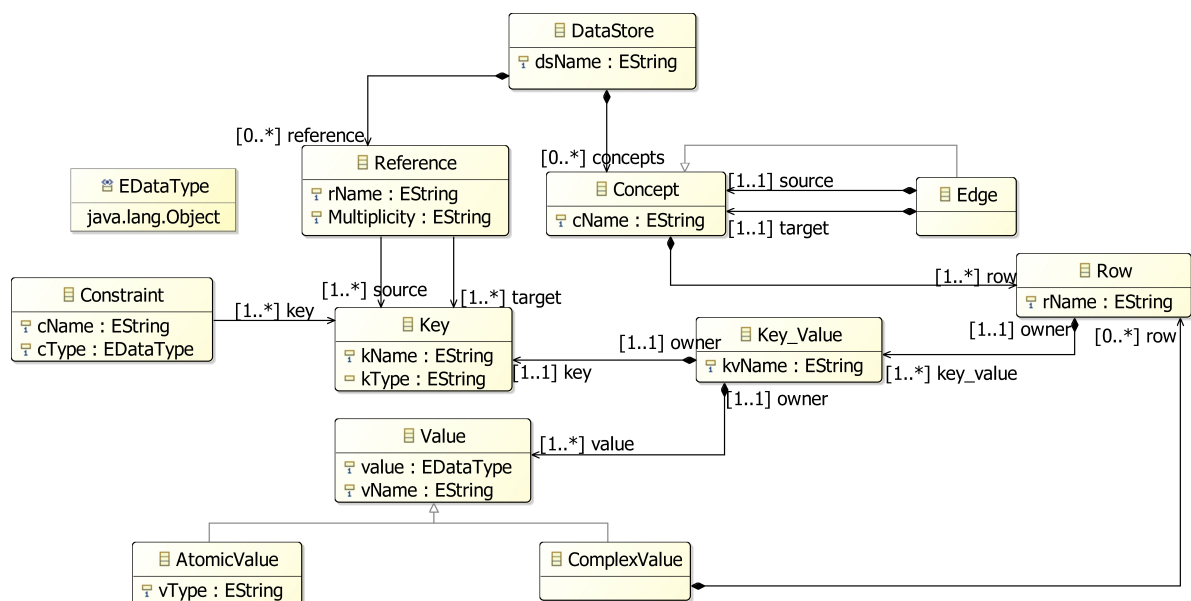 DataStore
dsName : EString
[0..*] reference
[0..*] concepts
Reference
rName : EString
Multiplicity : EString
EDataType
java.lang.Object
Concept
cName : EString
[1..1] source
[1..1] target
Edge
[1..*] row
Row
rName : EString
Constraint
cName : EString
cType : EDataType
[1..*] key
[1..*] source
[1..*] target
Key
kName : EString
kType : EString
[1..1] owner
[1..1] key
Key_Value
kvName : EString
[1..1] owner
[0..*] row
[1..*] key_value
[1..1] owner
Value
value : EDataType
vName : EString
[1..*] value
AtomicValue
vType : EString
ComplexValue